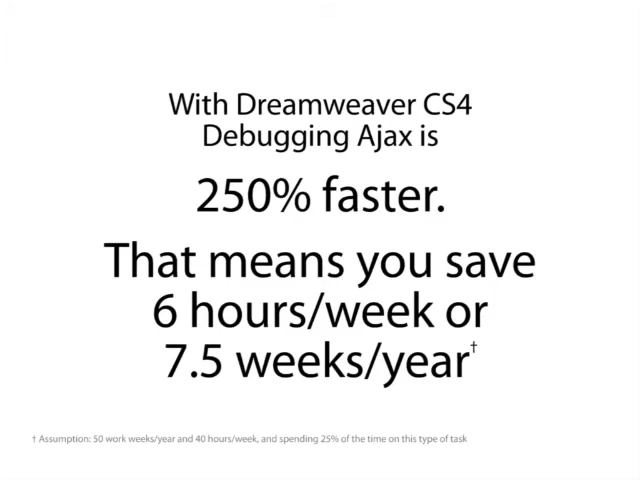 With Dreamweaver CS4
Debugging Ajax is
250% faster.
That means you save
6 hours/week or
7.5 weeks/year†
† Assumption: 50 work weeks/year and 40 hours/week, and spending 25% of the time on this type of task